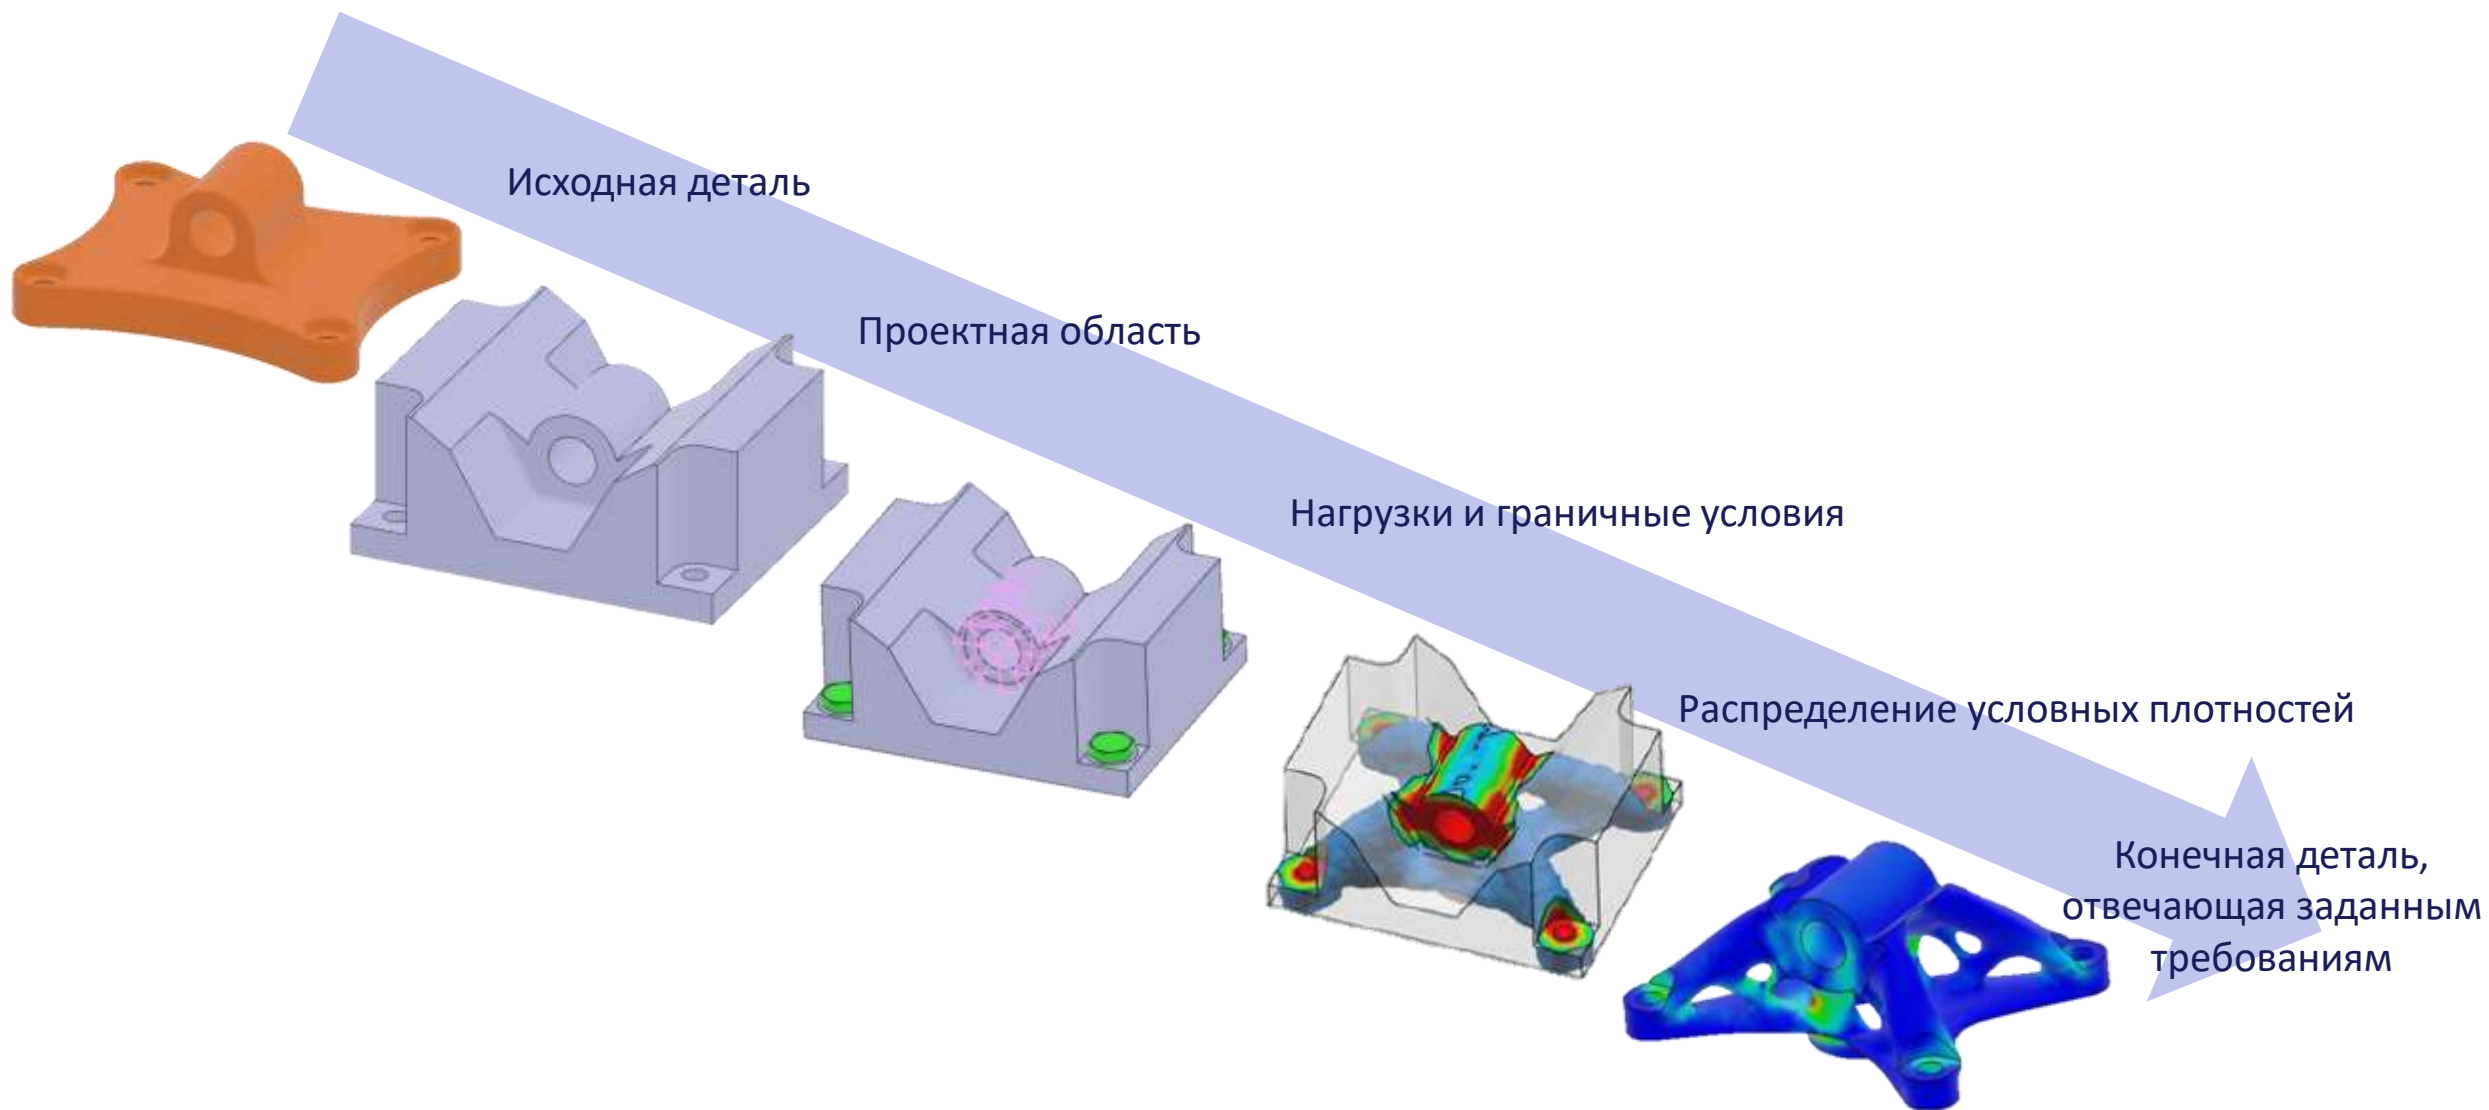 Исходная деталь
Проектная область
Нагрузки и граничные условия
Распределение условных плотностей
Конечная деталь,
отвечающая заданным
требованиям